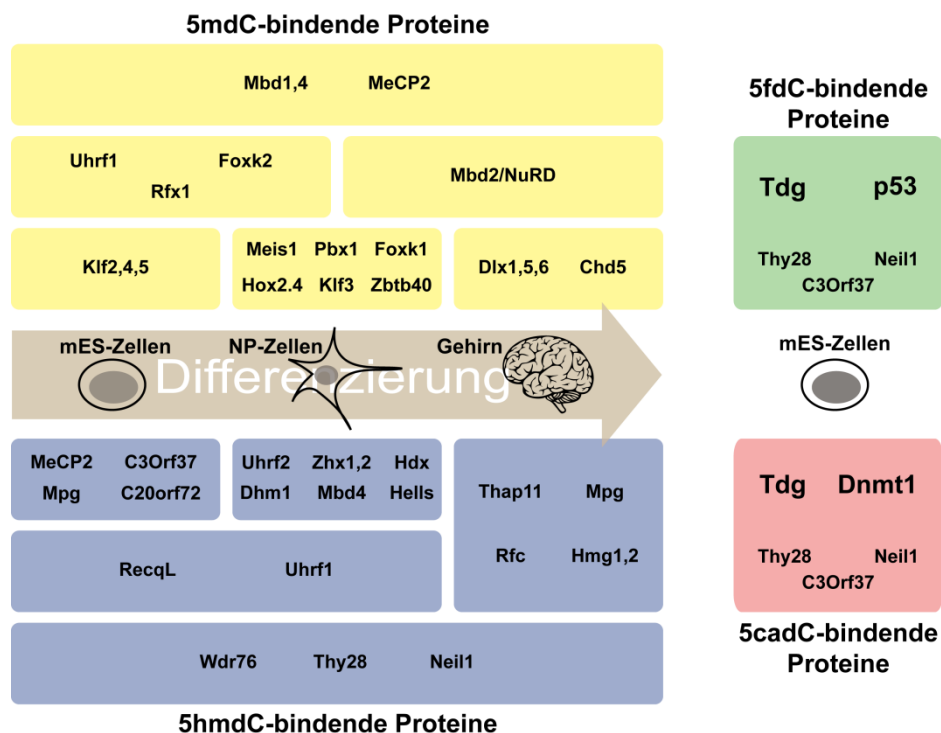 5mdC-bindende Proteine
Mbd1,4 MeCP2
Uhrf1 Foxk2
Rfx1
Mbd2/NuRD
Klf2,4,5
Meis1 Pbx1 Foxk1
Hox2.4 Klf3 Zbtb40
Dlx1,5,6 Chd5
mES-Zellen NP-Zellen Gehirn
Differenzierung
MeCP2 C3Orf37
Mpg C20orf72
Uhrf2 Zhx1,2 Hdx
Dhm1 Mbd4 Hells
Thap11 Mpg
Rfc Hmg1,2
RecqL Uhrf1
Wdr76 Thy28 Neil1
5hmdC-bindende Proteine
5fdC-bindende
Proteine
Tdg p53
Thy28 Neil1
C3Orf37
mES-Zellen
Tdg Dnmt1
Thy28 Neil1
C3Orf37
5cadC-bindende
Proteine